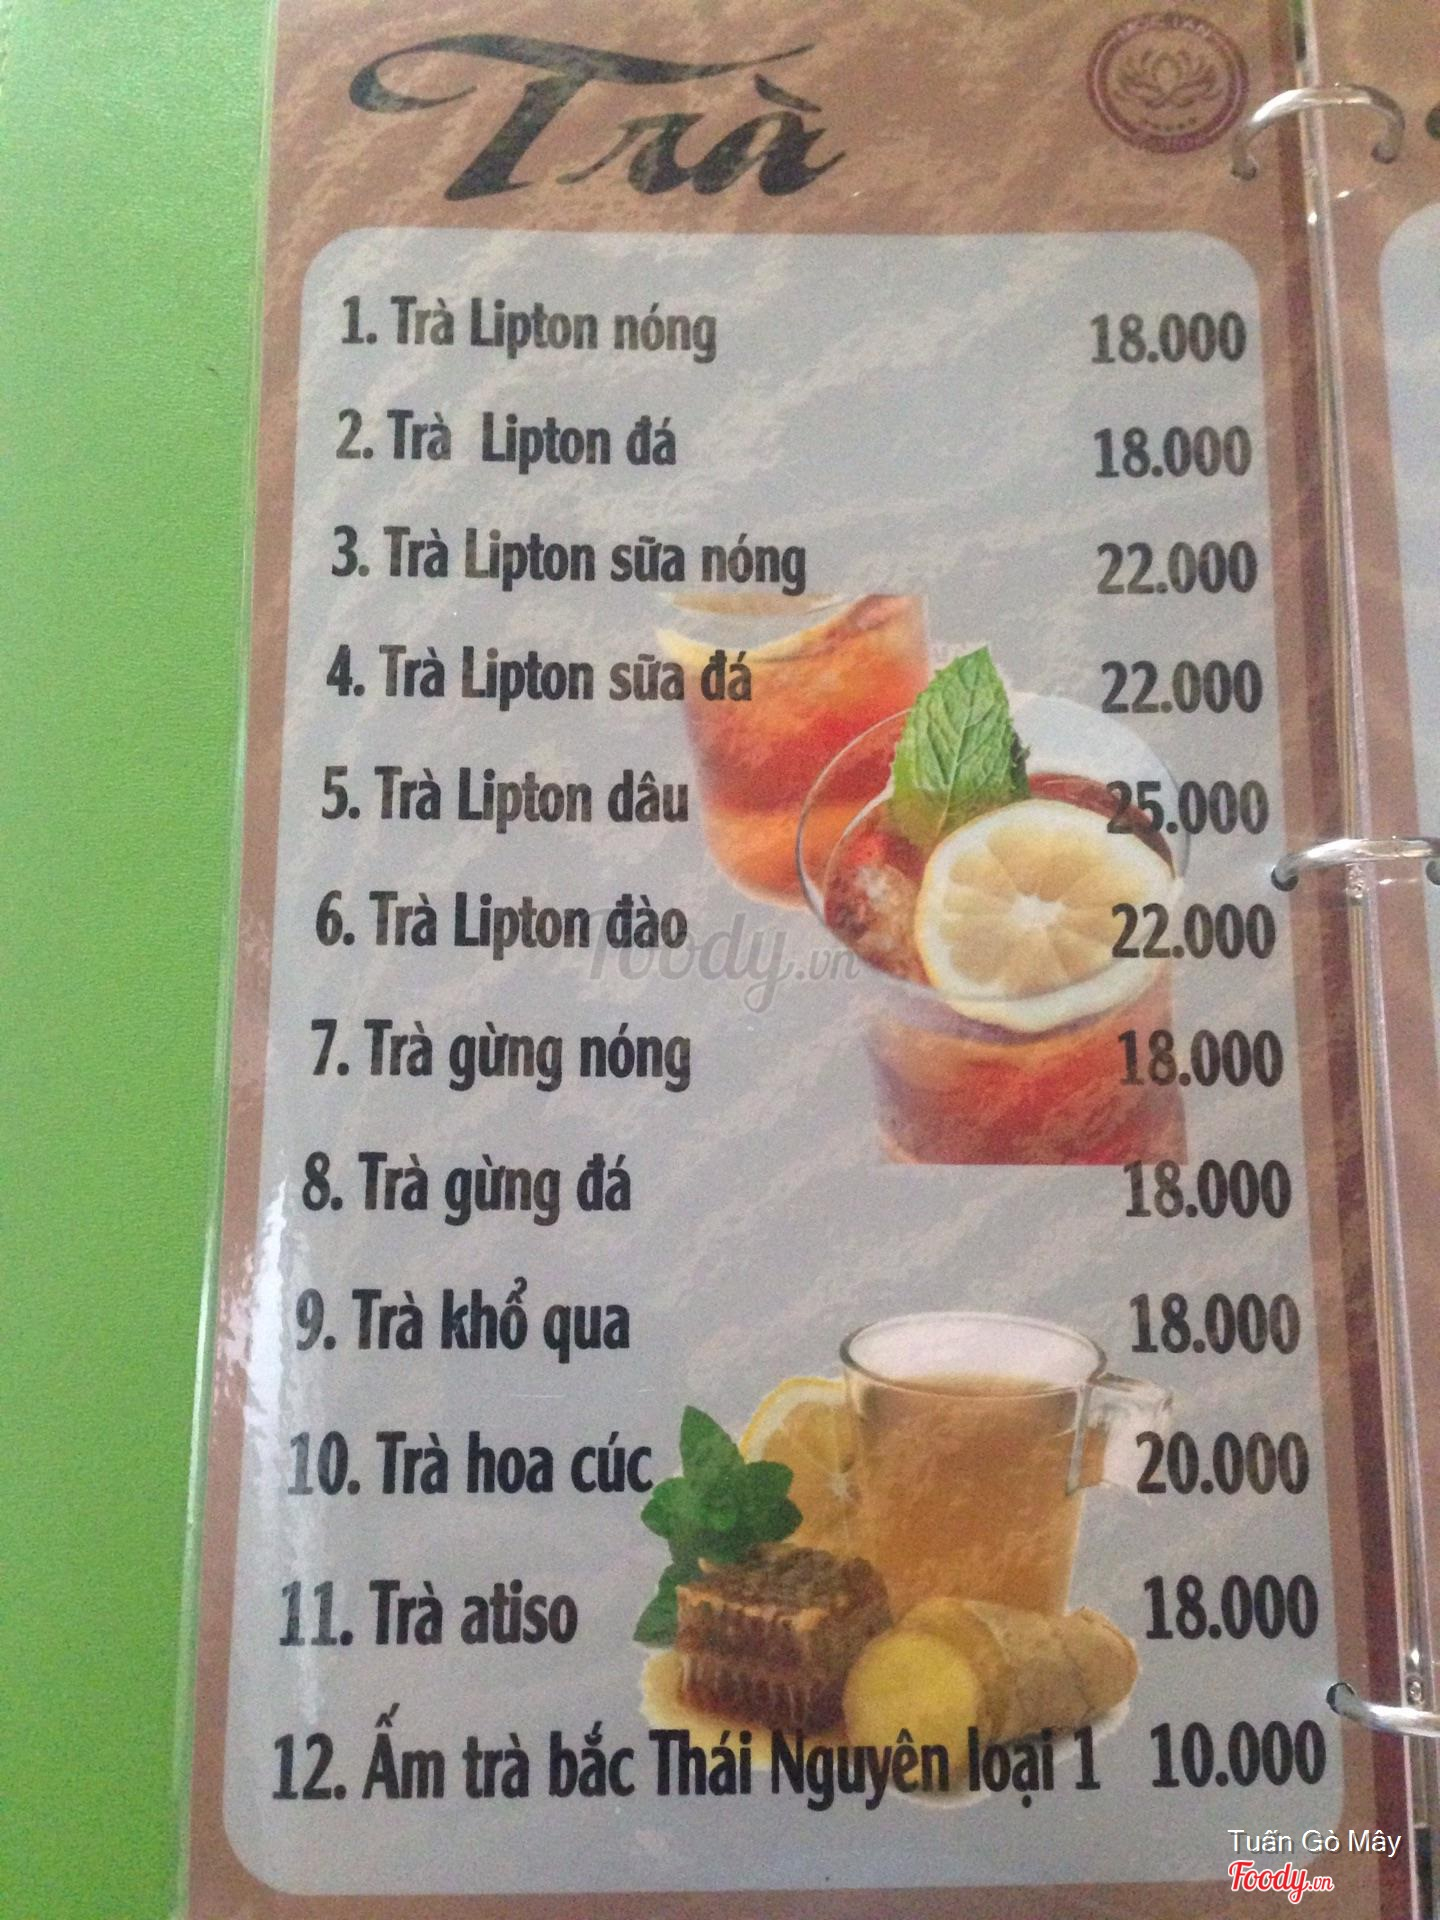 Trà
1. Trà Lipton nóng 18.000
2. Trà Lipton đá 18.000
3. Trà Lipton sữa nóng 22.000
4. Trà Lipton sữa đá 22.000
5. Trà Lipton dâu 25.000
6. Trà Lipton đào 22.000
Foody.vn
7. Trà gừng nóng 18.000
8. Trà gừng đá 18.000
9. Trà khổ qua 18.000
10. Trà hoa cúc 20.000
11. Trà atiso 18.000
12. Ấm trà bắc Thái Nguyên loại 1 10.000
Tuấn Gò Mây
Foody.vn